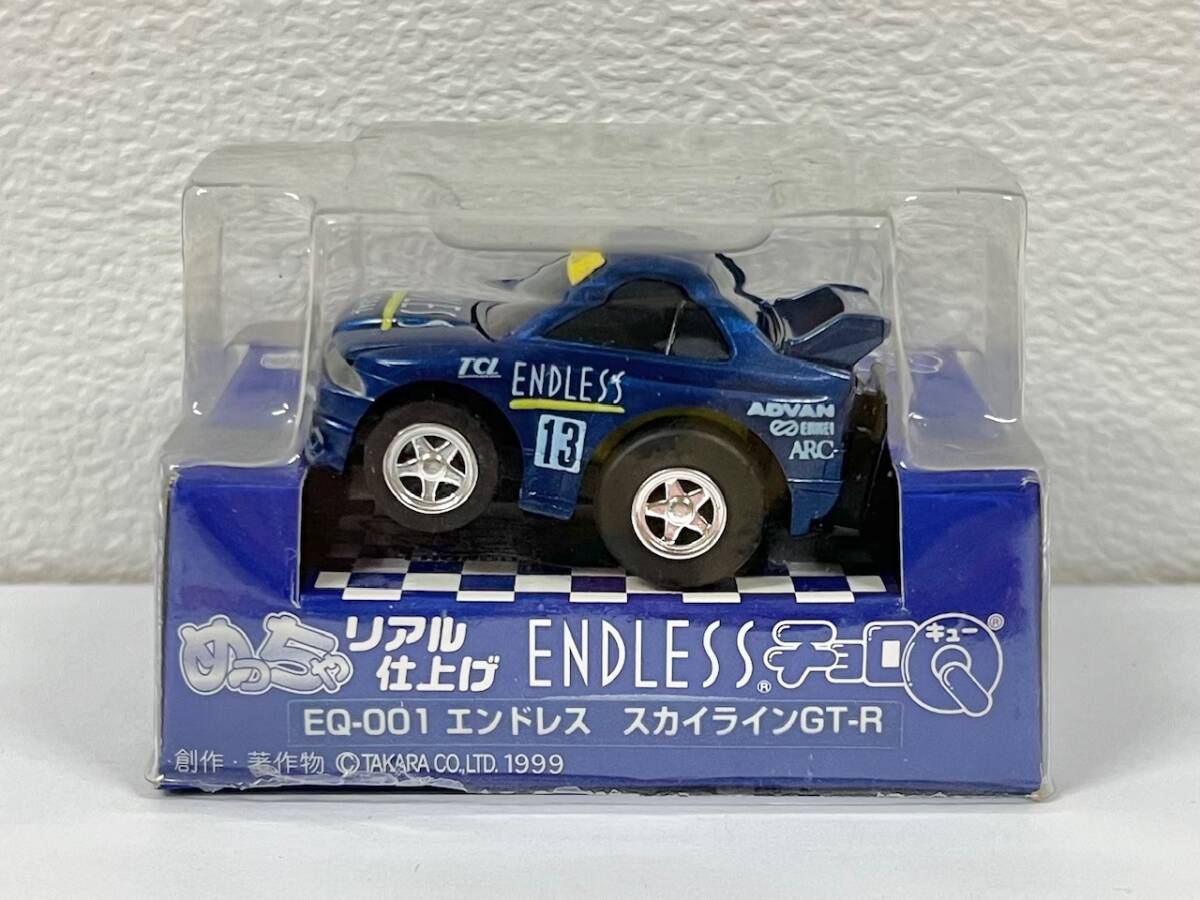 TCL
ENDLESS
13
ADVAN
ENKEI
ARC
めっちゃ
リアル
仕上げ
ENDLESS®
チョロQ®
キュー
EQ-001 エンドレス スカイラインGT-R
創作・著作物 ©TAKARA CO.,LTD. 1999